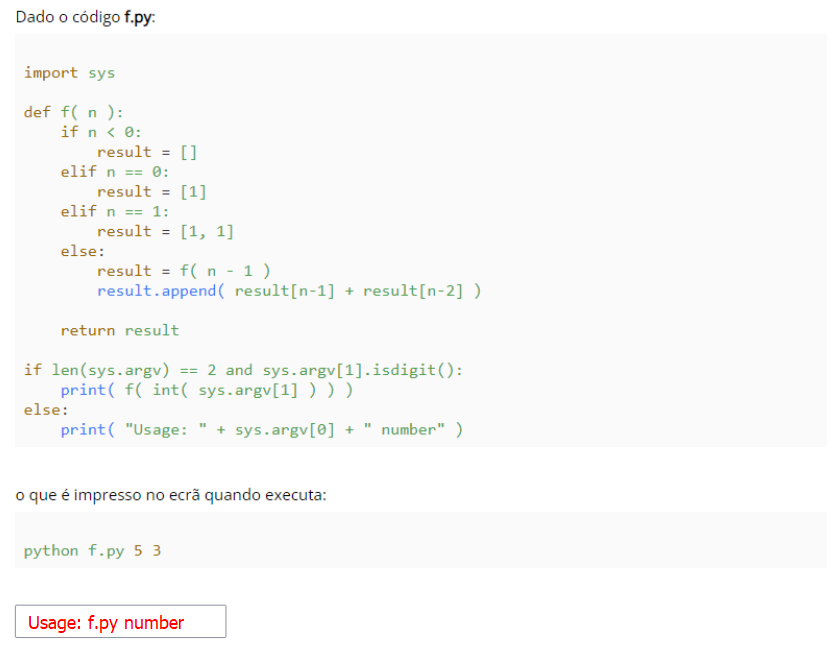 Dado o código f.py:
import sys
def f( n ):
    if n < 0:
        result = []
    elif n == 0:
        result = [1]
    elif n == 1:
        result = [1, 1]
    else:
        result = f( n - 1 )
        result.append( result[n-1] + result[n-2] )
    return result
if len(sys.argv) == 2 and sys.argv[1].isdigit():
    print( f( int( sys.argv[1] ) ) )
else:
    print( "Usage: " + sys.argv[0] + " number" )
o que é impresso no ecrã quando executa:
python f.py 5 3
Usage: f.py number